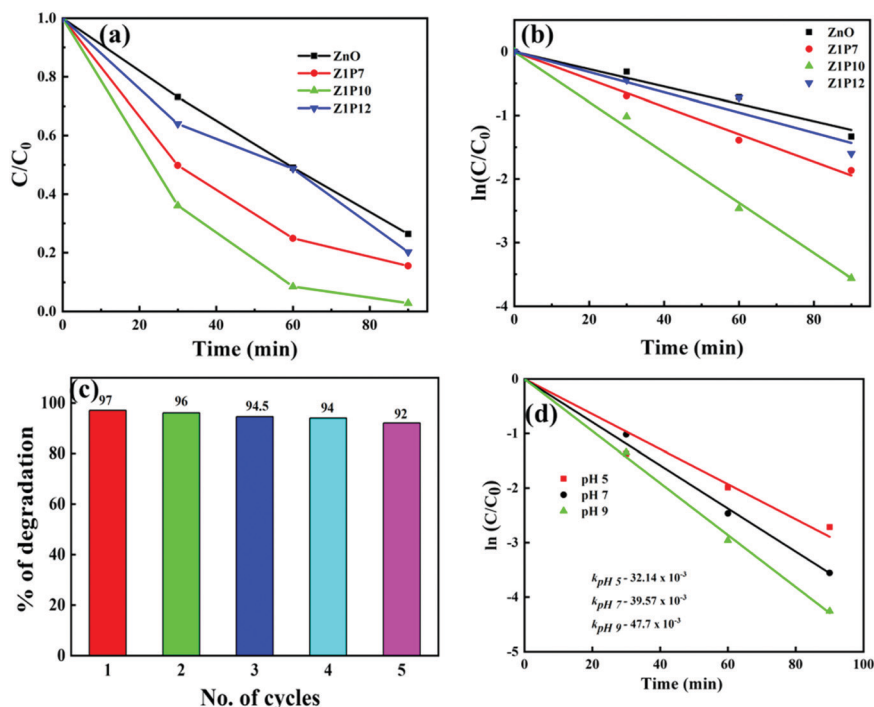 (a)
ZnO
Z1P7
Z1P10
Z1P12
C/C₀
1.0
0.8
0.6
0.4
0.2
0.0
0 20 40 60 80
Time (min)
(b)
ZnO
Z1P7
Z1P10
Z1P12
ln(C/C₀)
0
-1
-2
-3
-4
0 20 40 60 80
Time (min)
(c)
97 96 94.5 94 92
% of degradation
100
80
60
40
20
0
1 2 3 4 5
No. of cycles
(d)
pH 5
pH 7
pH 9
k_pH 5 - 32.14 x 10⁻³
k_pH 7 - 39.57 x 10⁻³
k_pH 9 - 47.7 x 10⁻³
ln (C/C₀)
0
-1
-2
-3
-4
-5
0 20 40 60 80 100
Time (min)